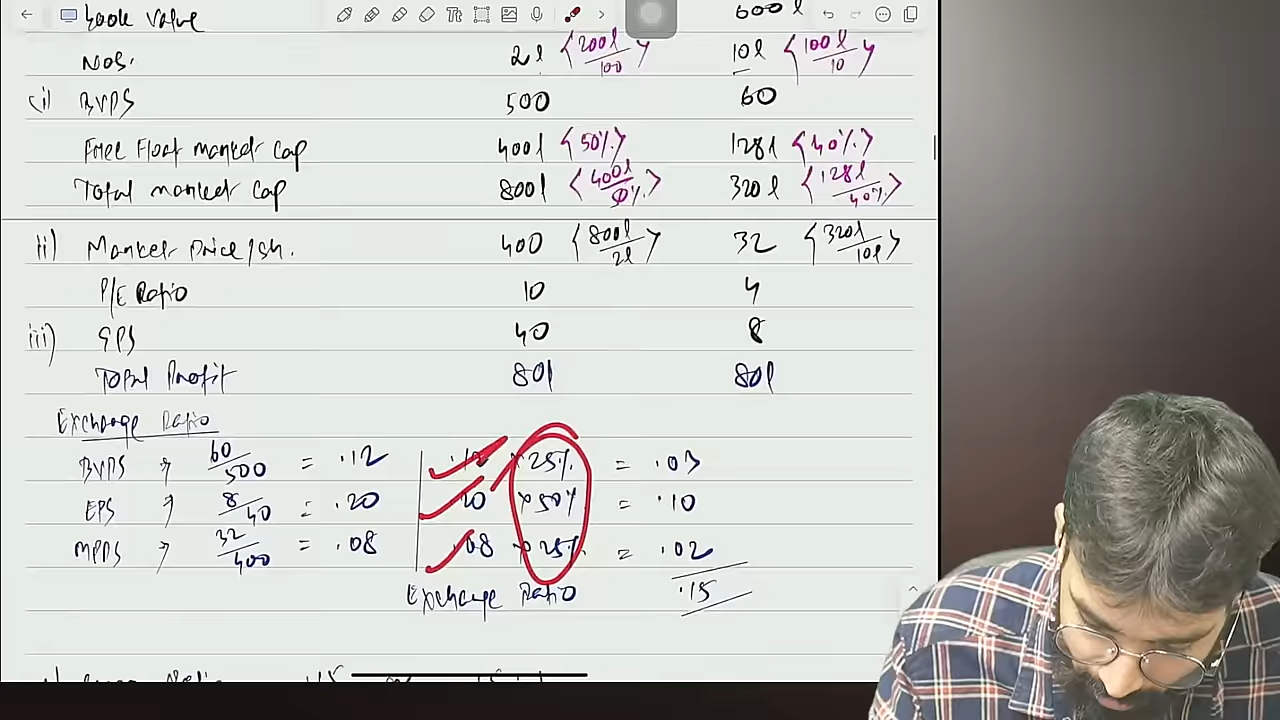 Book Value 600 l
NOS. 2 l <200 l/100> 10 l <100 l/10>
(i) BVPS 500 60
Free Float market cap 400 l <50%> 128 l <40%>
Total market cap 800 l 320 l <128 l/40%>
ii) Market Price/sh. 400 <800 l/2 l> 32 <320 l/10 l>
P/E Ratio 10 4
iii) EPS 40 8
Total Profit 80 l 80 l
Exchange Ratio
BVPS → 60/500 = .12 .12 × 25% = .03
EPS → 8/40 = .20 20 × 50% = .10
MPPS → 32/400 = .08 .08 × 25% = .02
Exchange Ratio .15